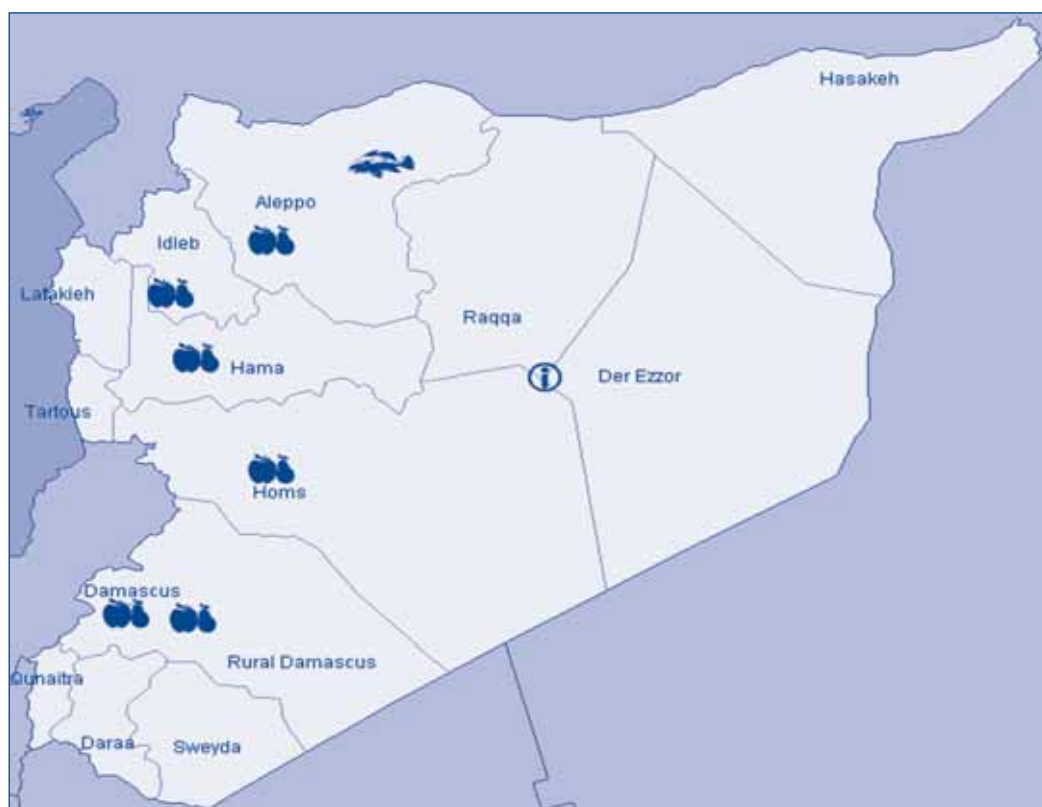 Hasakeh
Aleppo
Idleb
Latakieh
Raqqa
Hama
Der Ezzor
Tartous
Homs
Damascus
Rural Damascus
Qunaitra
Daraa
Sweyda